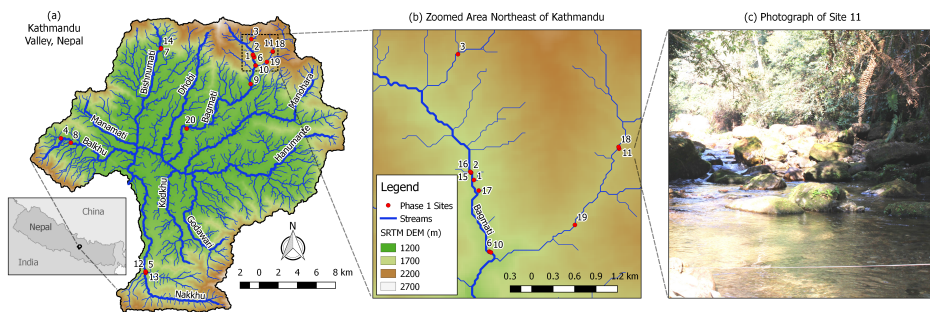 (a)
Kathmandu
Valley, Nepal
3
14
7
2
11
18
1
6
19
10
9
Bishnumati
Dhobi
Bagmati
Manohara
20
Manamati
4
8
Balkhu
Hanumante
Kodkhu
Godawari
China
Nepal
India
12
5
13
Nakkhu
N
2 0 2 4 6 8 km
(b) Zoomed Area Northeast of Kathmandu
3
18
11
16
2
15
1
17
Bagmati
19
6
10
Legend
Phase 1 Sites
Streams
SRTM DEM (m)
1200
1700
2200
2700
0.3 0 0.3 0.6 0.9 1.2 km
(c) Photograph of Site 11